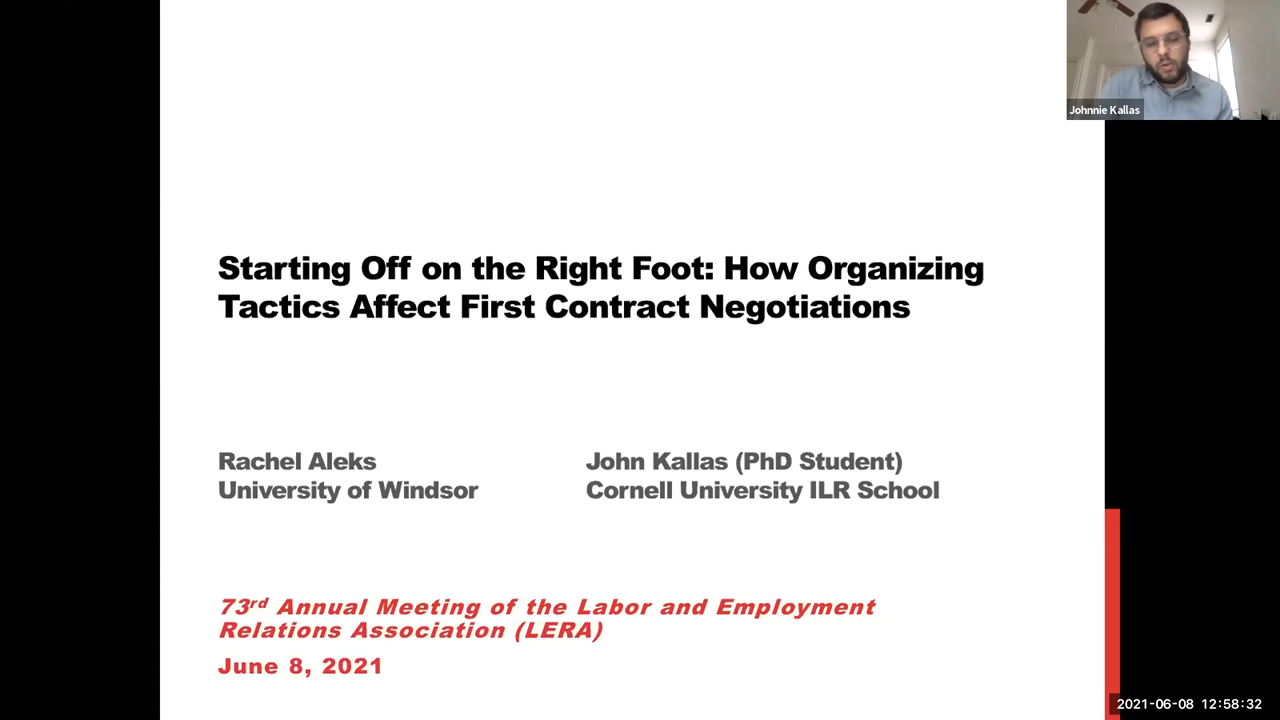 Johnnie Kallas
Starting Off on the Right Foot: How Organizing
Tactics Affect First Contract Negotiations
Rachel Aleks
University of Windsor
John Kallas (PhD Student)
Cornell University ILR School
73rd Annual Meeting of the Labor and Employment
Relations Association (LERA)
June 8, 2021
2021-06-08 12:58:32